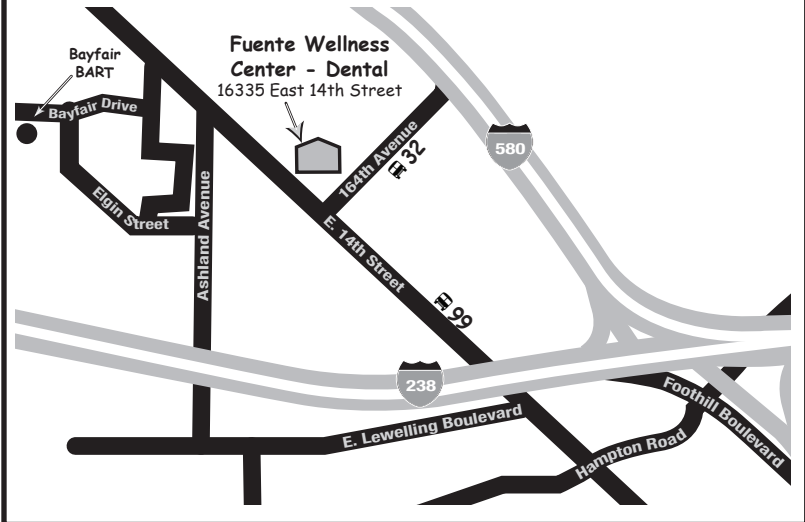 Bayfair
BART
Fuente Wellness
Center - Dental
16335 East 14th Street
Bayfair Drive
164th Avenue
32
580
Elgin Street
Ashland Avenue
E. 14th Street
99
238
Foothill Boulevard
E. Lewelling Boulevard
Hampton Road